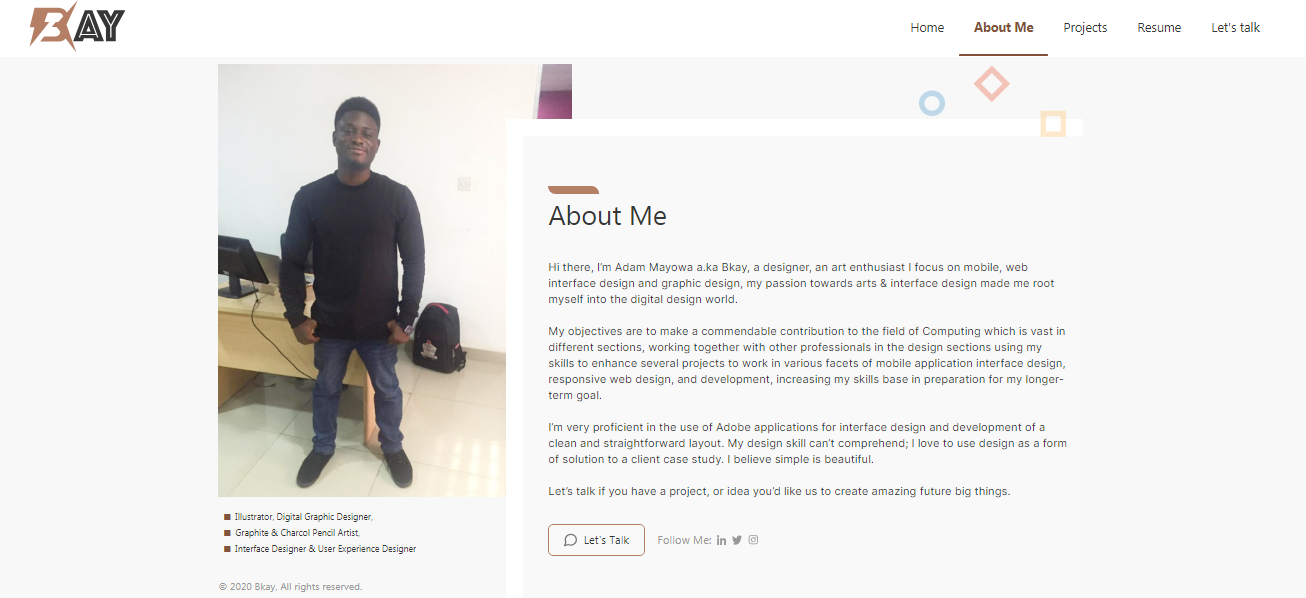 BAY
Home
About Me
Projects
Resume
Let's talk
About Me
Hi there, I'm Adam Mayowa a.ka Bkay, a designer, an art enthusiast I focus on mobile, web
interface design and graphic design, my passion towards arts & interface design made me root
myself into the digital design world.
My objectives are to make a commendable contribution to the field of Computing which is vast in
different sections, working together with other professionals in the design sections using my
skills to enhance several projects to work in various facets of mobile application interface design,
responsive web design, and development, increasing my skills base in preparation for my longer-
term goal.
I'm very proficient in the use of Adobe applications for interface design and development of a
clean and straightforward layout. My design skill can't comprehend; I love to use design as a form
of solution to a client case study. I believe simple is beautiful.
Let's talk if you have a project, or idea you'd like us to create amazing future big things.
Let's Talk
Follow Me:
Illustrator, Digital Graphic Designer,
Graphite & Charcol Pencil Artist,
Interface Designer & User Experience Designer
© 2020 Bkay, All rights reserved.